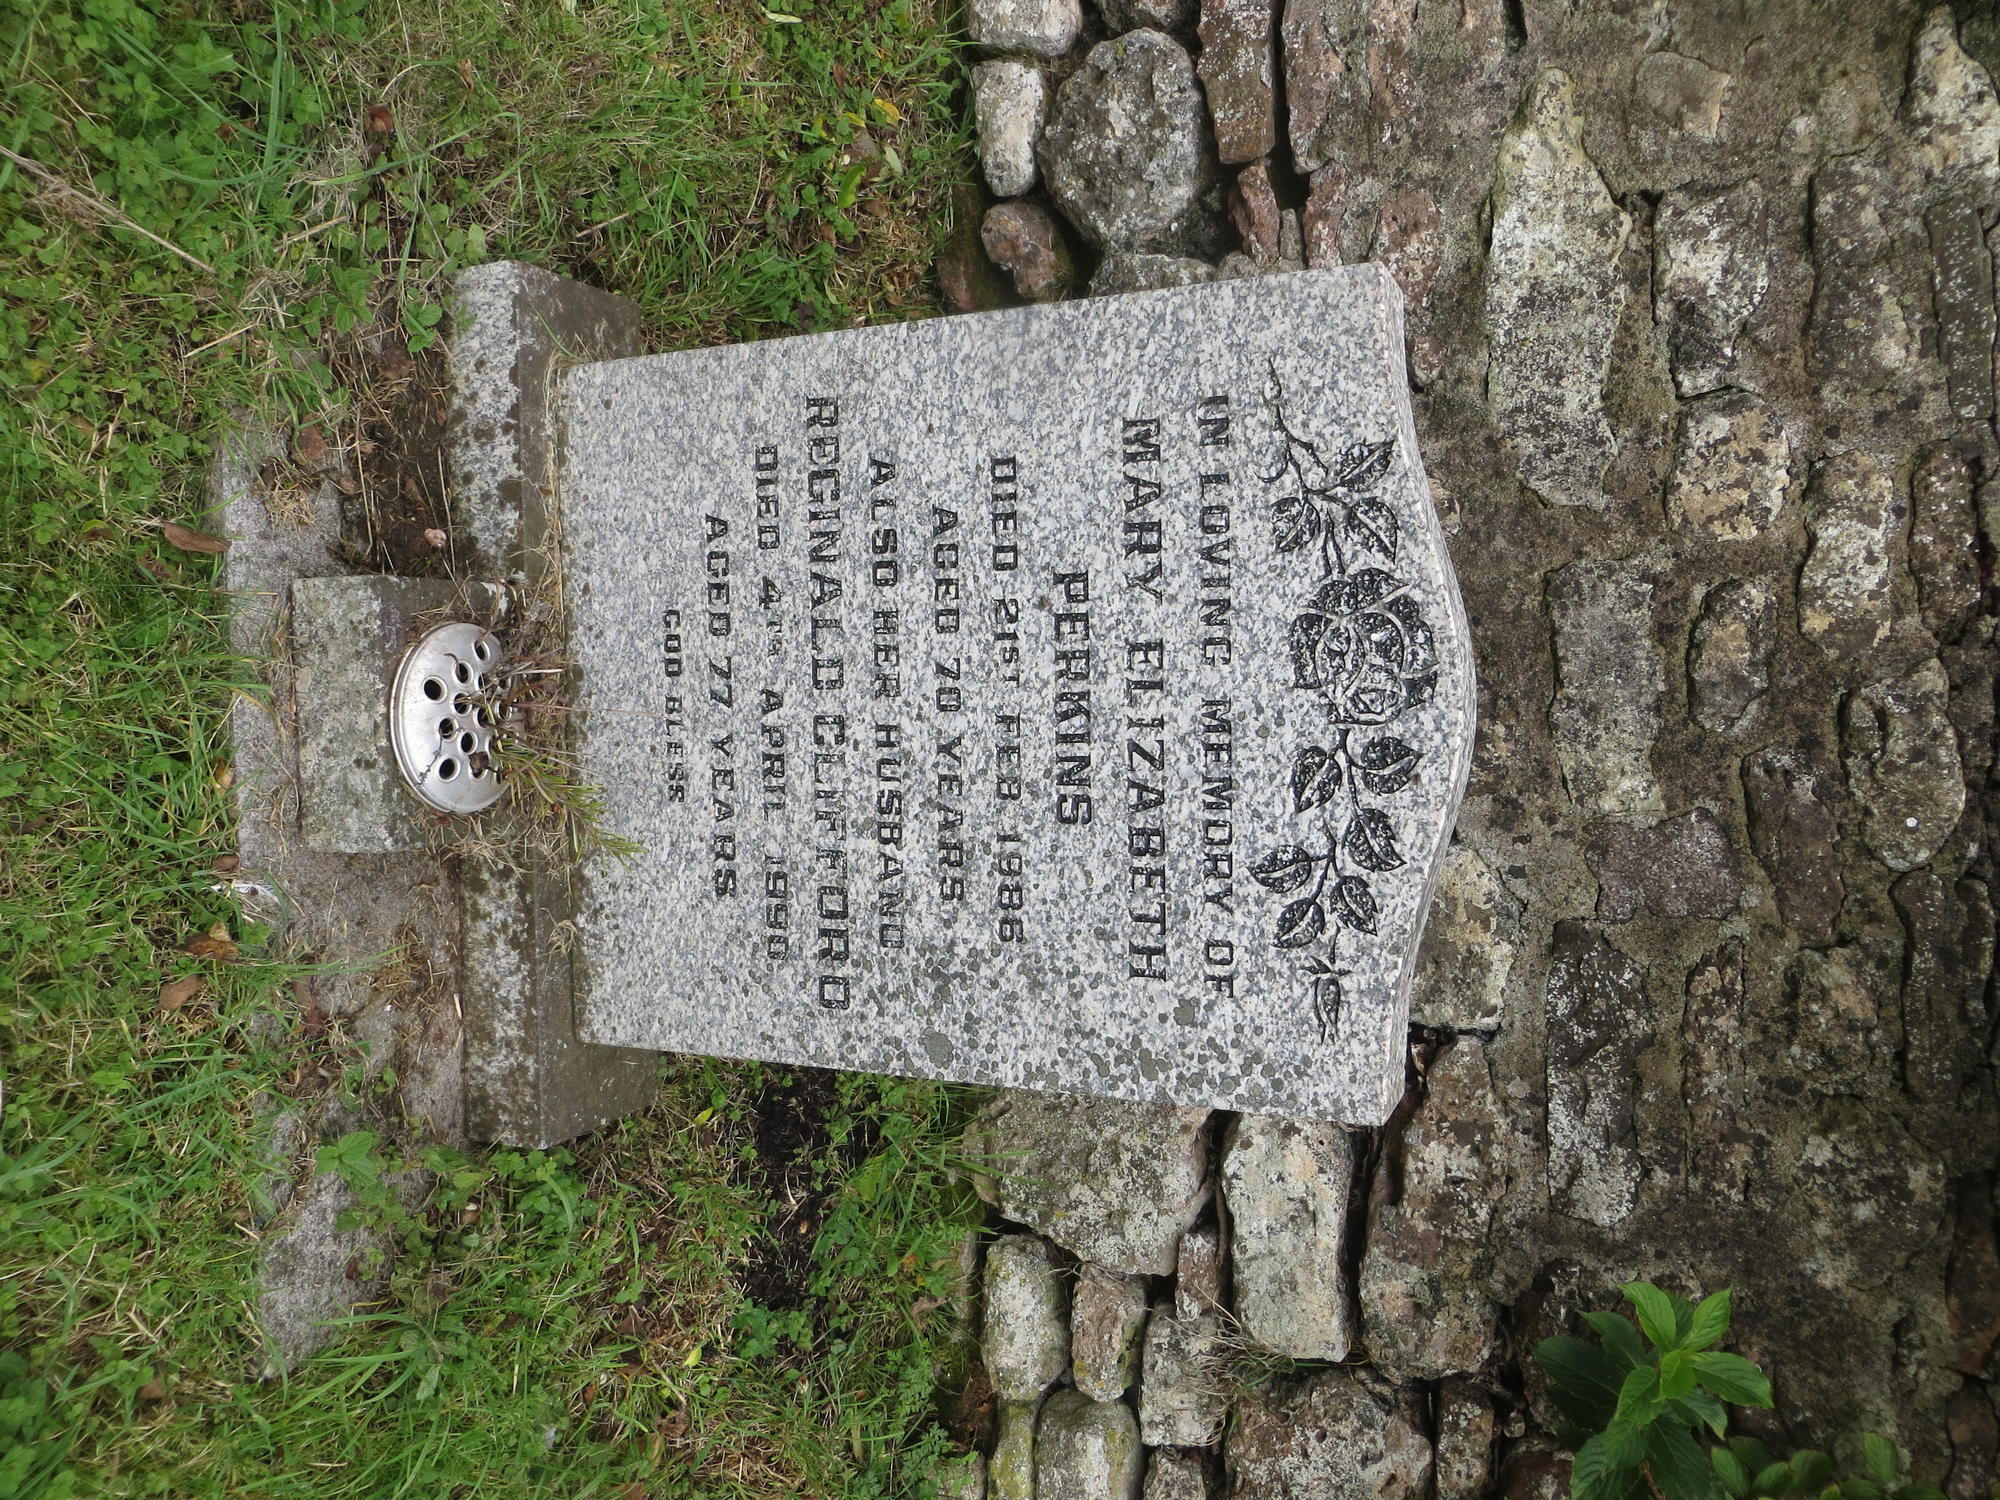 IN LOVING MEMORY OF
MARY ELIZABETH
PERKINS
DIED 21ST FEB 1986
AGED 70 YEARS
ALSO HER HUSBAND
REGINALD CLIFFORD
DIED 4TH APRIL 1990
AGED 77 YEARS
GOD BLESS